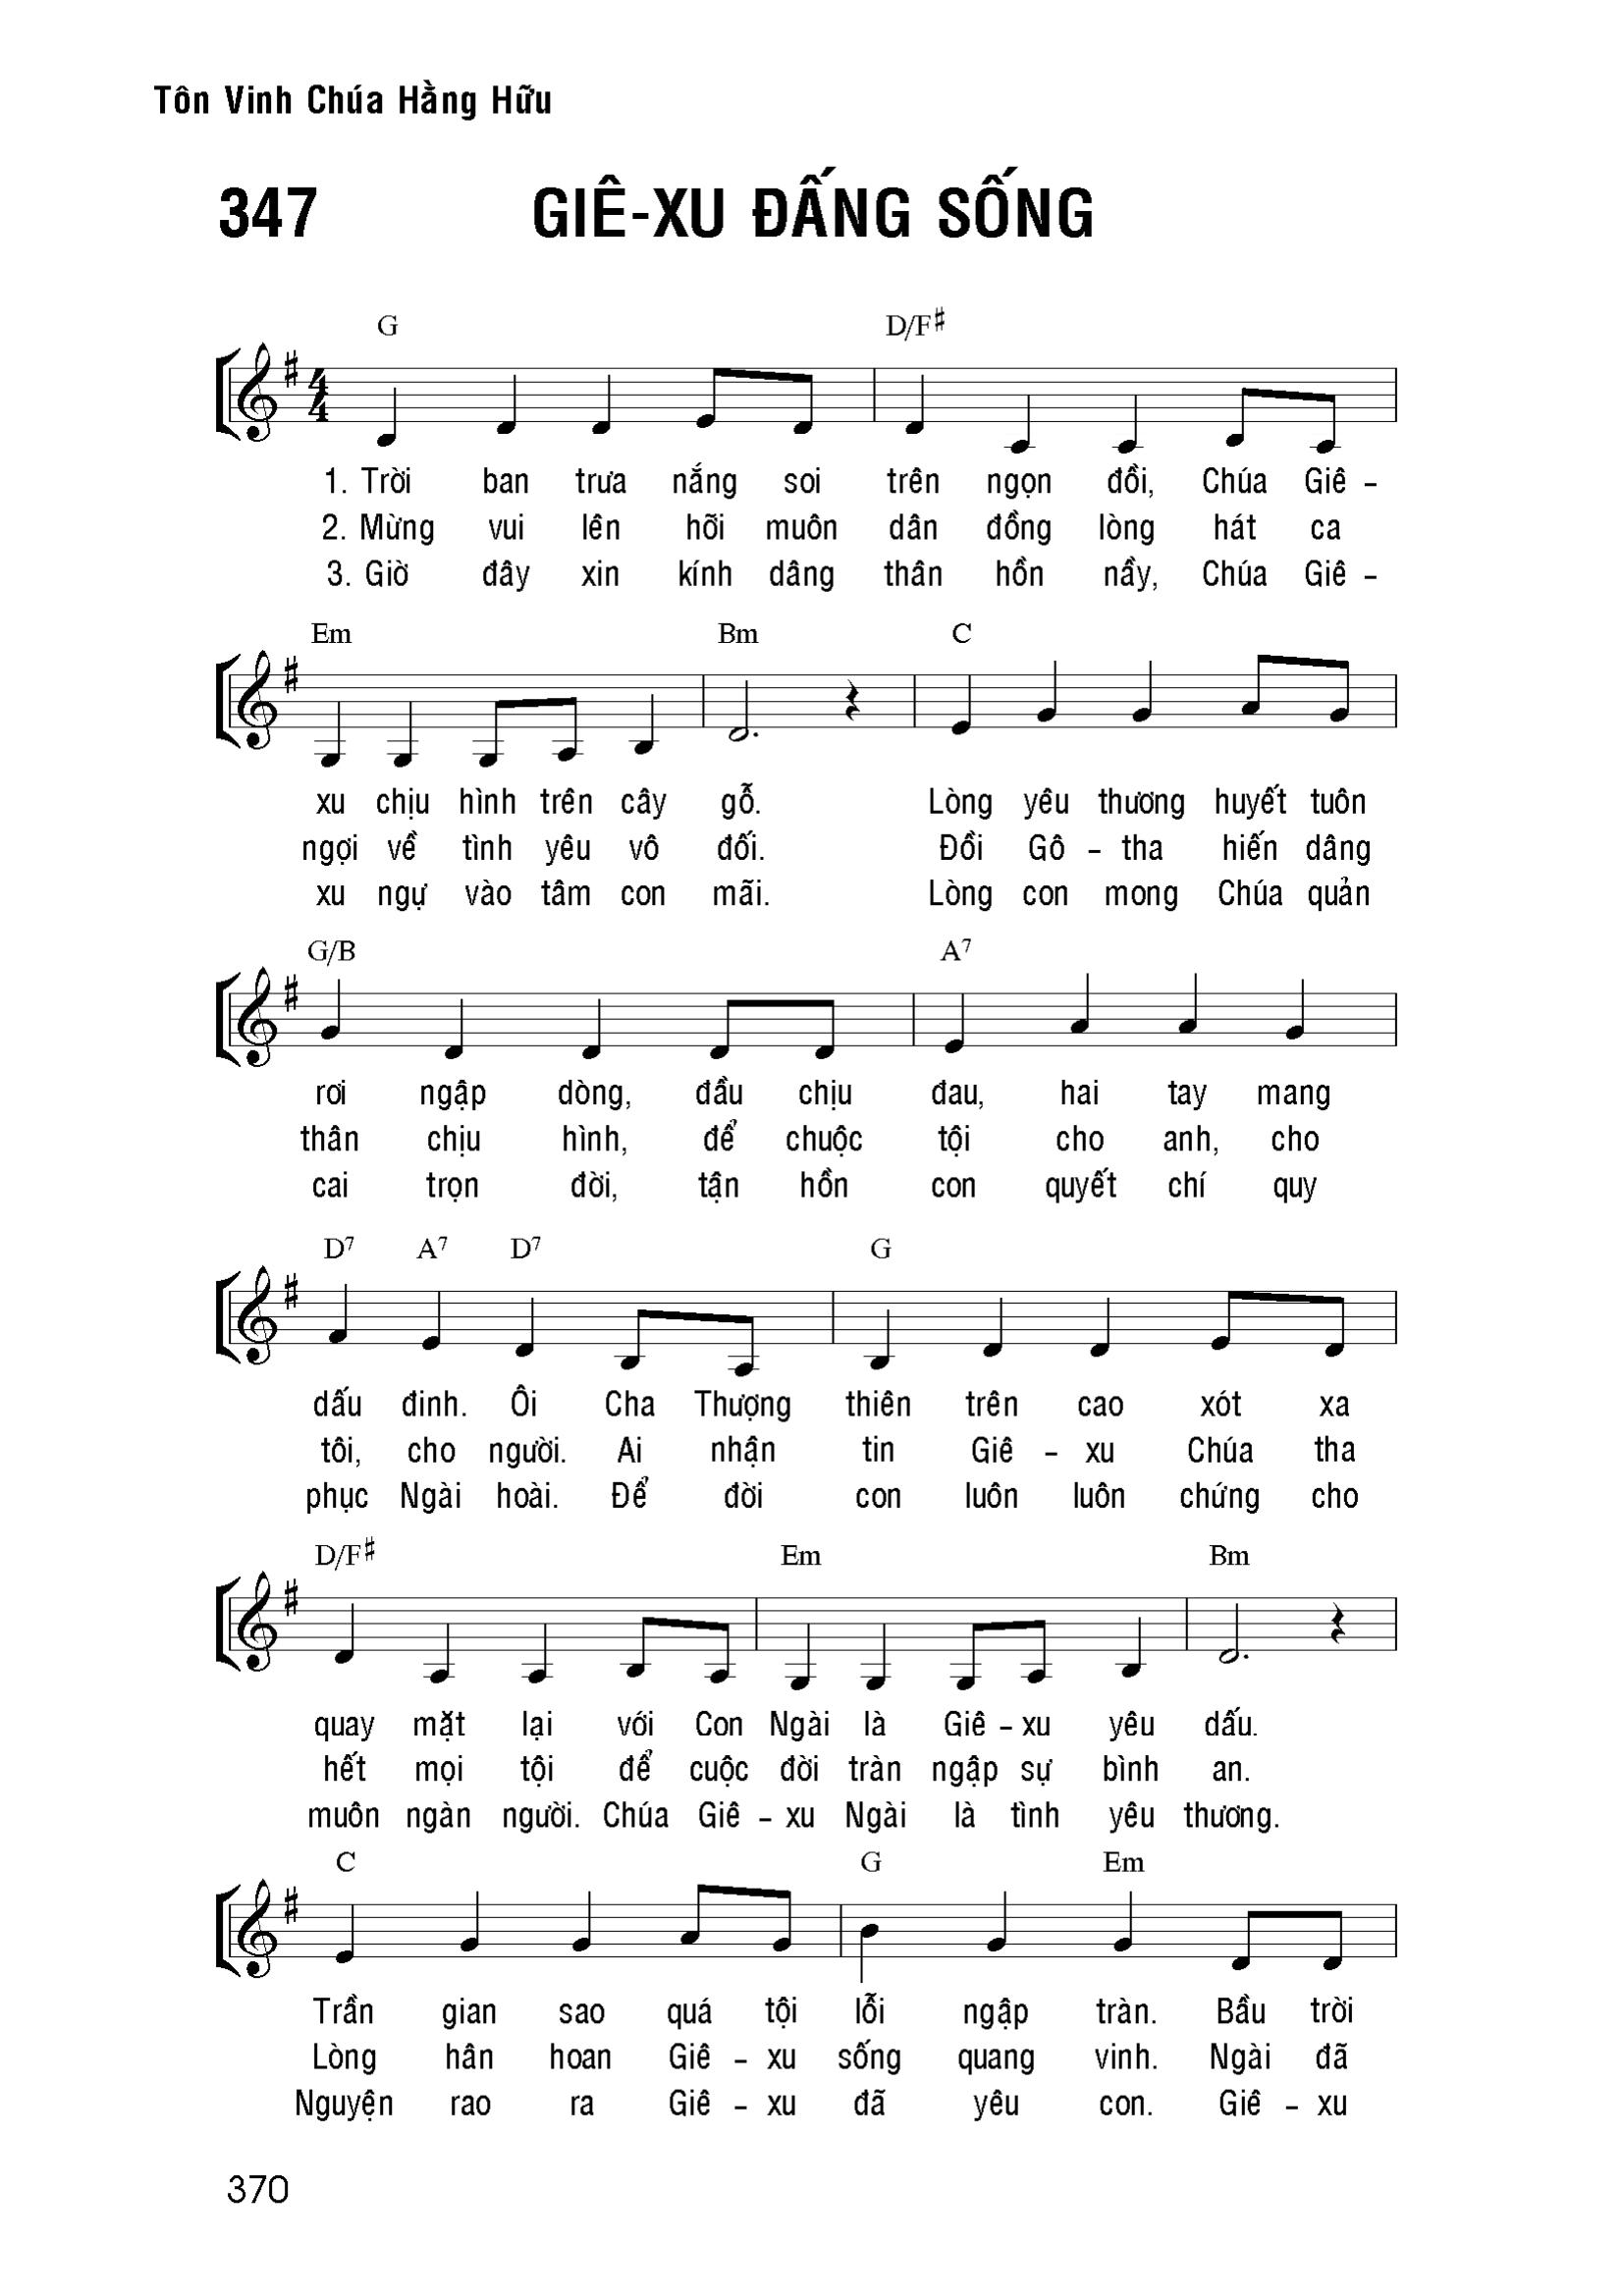 Tôn Vinh Chúa Hằng Hữu
347 GIÊ-XU ĐẤNG SỐNG
G D/F♯
1. Trời ban trưa nắng soi trên ngọn đồi, Chúa Giê –
2. Mừng vui lên hỡi muôn dân đồng lòng hát ca
3. Giờ đây xin kính dâng thân hồn nầy, Chúa Giê –
Em Bm C
xu chịu hình trên cây gỗ. Lòng yêu thương huyết tuôn
ngợi về tình yêu vô đối. Đồi Gô – tha hiến dâng
xu ngự vào tâm con mãi. Lòng con mong Chúa quản
G/B A7
rơi ngập dòng, đầu chịu đau, hai tay mang
thân chịu hình, để chuộc tội cho anh, cho
cai trọn đời, tận hồn con quyết chí quy
D7 A7 D7 G
dấu đinh. Ôi Cha Thượng thiên trên cao xót xa
tôi, cho người. Ai nhận tin Giê – xu Chúa tha
phục Ngài hoài. Để đời con luôn luôn chứng cho
D/F♯ Em Bm
quay mặt lại với Con Ngài là Giê – xu yêu dấu.
hết mọi tội để cuộc đời tràn ngập sự bình an.
muôn ngàn người. Chúa Giê – xu Ngài là tình yêu thương.
C G Em
Trần gian sao quá tội lỗi ngập tràn. Bầu trời
Lòng hân hoan Giê – xu sống quang vinh. Ngài đã
Nguyện rao ra Giê – xu đã yêu con. Giê – xu
370